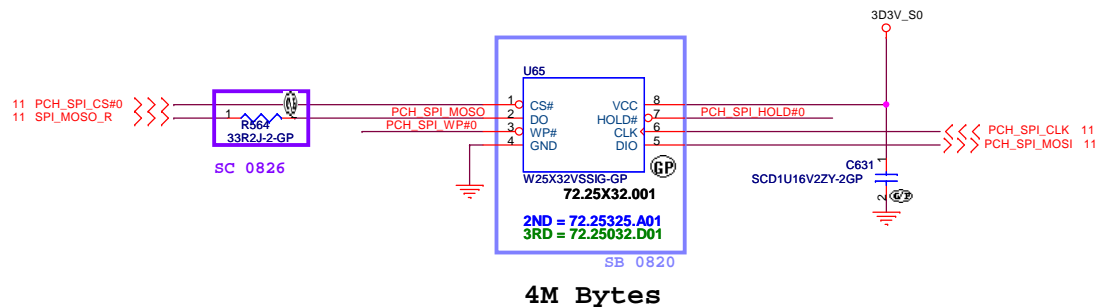 3D3V_S0
U65
11 PCH_SPI_CS#0
11 SPI_MOSO_R
1
R564
33R2J-2-GP
SC 0826
PCH_SPI_MOSO
PCH_SPI_WP#0
1 CS#
2 DO
3 WP#
4 GND
VCC 8
HOLD# 7
CLK 6
DIO 5
PCH_SPI_HOLD#0
PCH_SPI_CLK 11
PCH_SPI_MOSI 11
C631
1
SCD1U16V2ZY-2GP
2
GP
W25X32VSSIG-GP
GP
72.25X32.001
2ND = 72.25325.A01
3RD = 72.25032.D01
SB 0820
4M Bytes